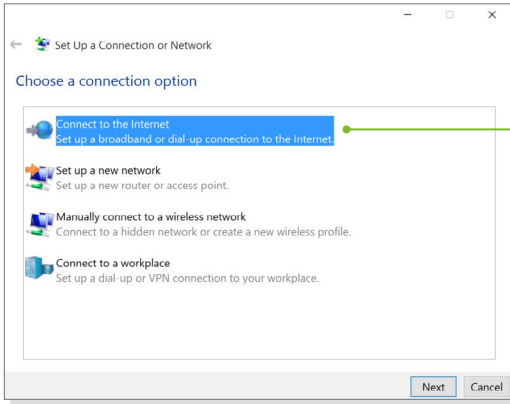 Set Up a Connection or Network
Choose a connection option
Connect to the Internet
Set up a broadband or dial-up connection to the Internet.
Set up a new network
Set up a new router or access point.
Manually connect to a wireless network
Connect to a hidden network or create a new wireless profile.
Connect to a workplace
Set up a dial-up or VPN connection to your workplace.
Next Cancel